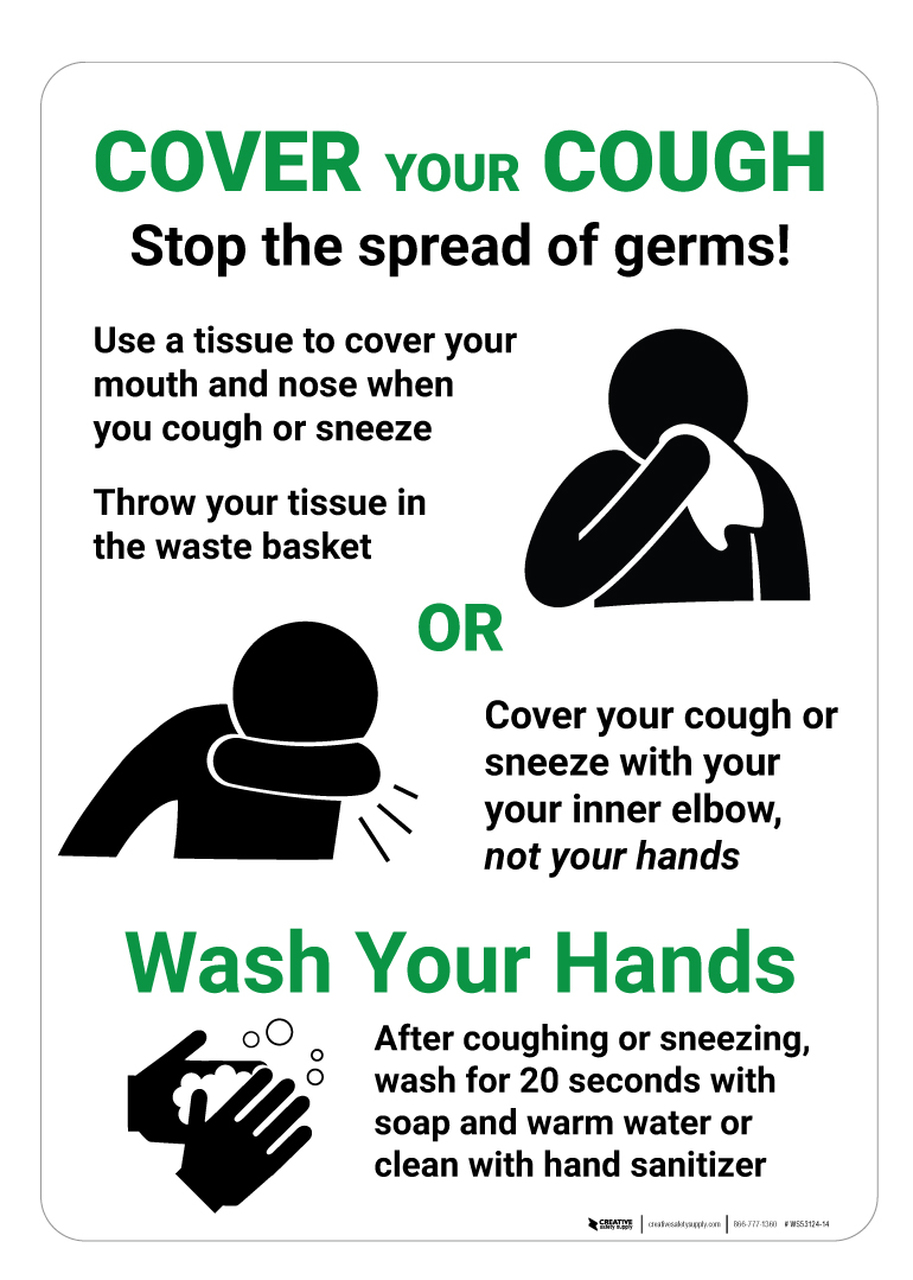 COVER YOUR COUGH
Stop the spread of germs!
Use a tissue to cover your
mouth and nose when
you cough or sneeze
Throw your tissue in
the waste basket
OR
Cover your cough or
sneeze with your
your inner elbow,
not your hands
Wash Your Hands
After coughing or sneezing,
wash for 20 seconds with
soap and warm water or
clean with hand sanitizer
CREATIVE
safety supply
creativesafetysupply.com
866-777-1360
# WS53124-14